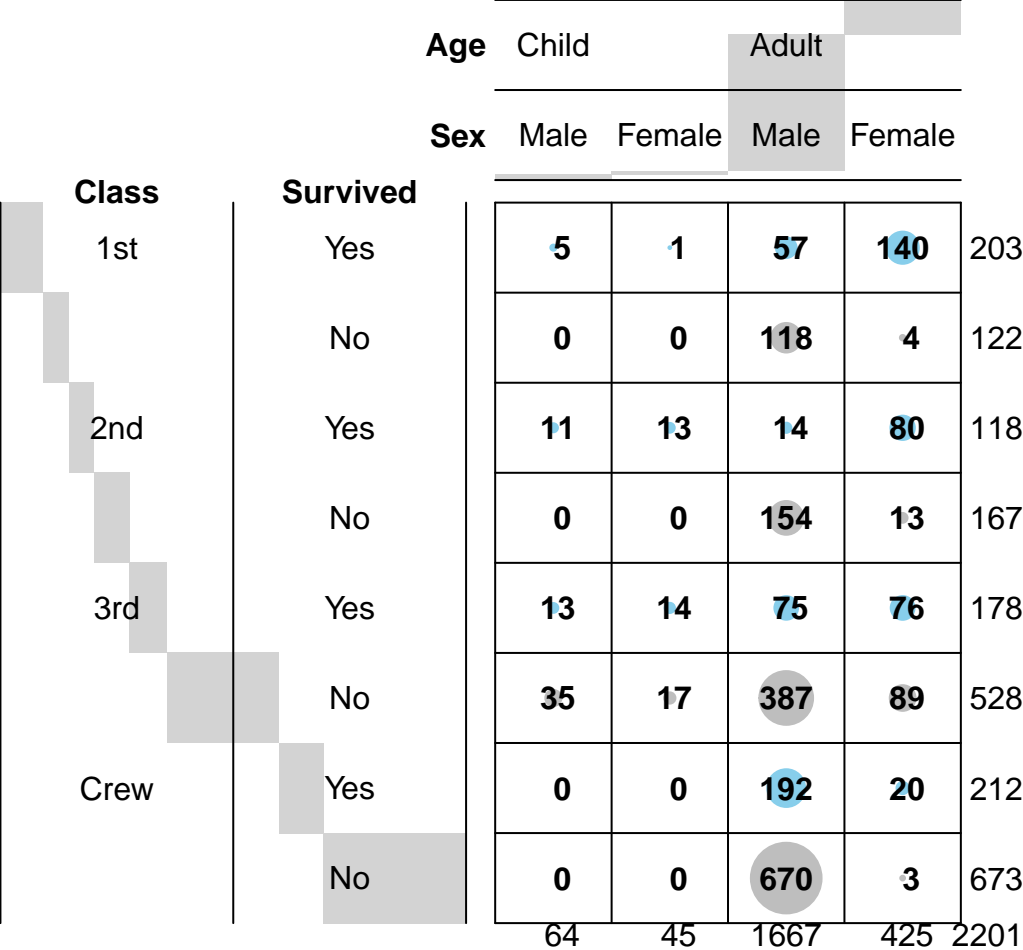 Age Child Adult
Sex Male Female Male Female
Class Survived
1st Yes 5 1 57 140 203
No 0 0 118 4 122
2nd Yes 11 13 14 80 118
No 0 0 154 13 167
3rd Yes 13 14 75 76 178
No 35 17 387 89 528
Crew Yes 0 0 192 20 212
No 0 0 670 3 673
64 45 1667 425 2201